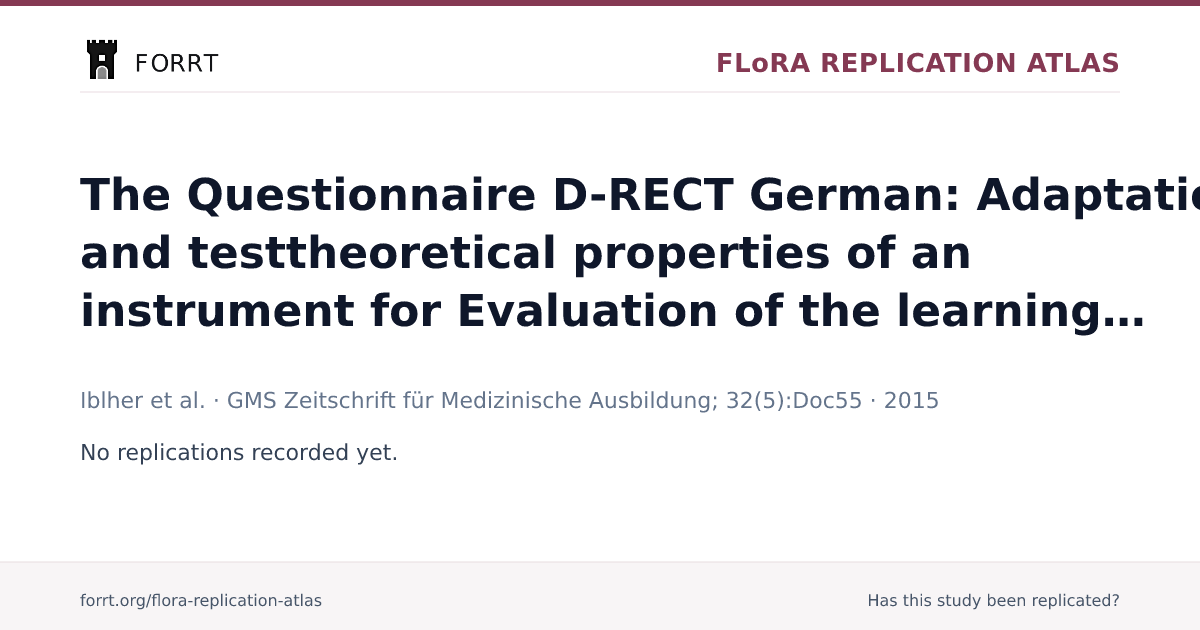 FORRT
FLoRA REPLICATION ATLAS
The Questionnaire D-RECT German: Adaptatio
and testtheoretical properties of an
instrument for Evaluation of the learning…
Iblher et al. · GMS Zeitschrift für Medizinische Ausbildung; 32(5):Doc55 · 2015
No replications recorded yet.
forrt.org/flora-replication-atlas
Has this study been replicated?